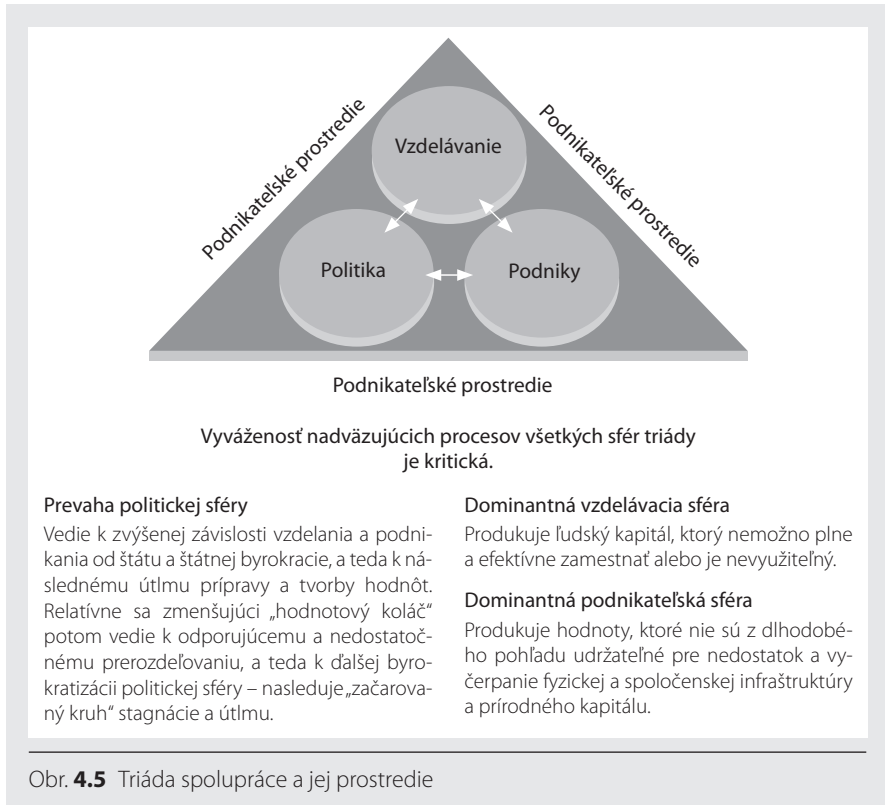 Podnikateľské prostredie
Podnikateľské prostredie
Vzdelávanie
Politika
Podniky
Podnikateľské prostredie
Vyváženosť nadväzujúcich procesov všetkých sfér triády
je kritická.
Prevaha politickej sféry
Vedie k zvýšenej závislosti vzdelania a podni-
kania od štátu a štátnej byrokracie, a teda k ná-
slednému útlmu prípravy a tvorby hodnôt.
Relatívne sa zmenšujúci „hodnotový koláč“
potom vedie k odporujúcemu a nedostatoč-
nému prerozdeľovaniu, a teda k ďalšej byro-
kratizácii politickej sféry – nasleduje „začarova-
ný kruh“ stagnácie a útlmu.
Dominantná vzdelávacia sféra
Produkuje ľudský kapitál, ktorý nemožno plne
a efektívne zamestnať alebo je nevyužiteľný.
Dominantná podnikateľská sféra
Produkuje hodnoty, ktoré nie sú z dlhodobé-
ho pohľadu udržateľné pre nedostatok a vy-
čerpanie fyzickej a spoločenskej infraštruktúry
a prírodného kapitálu.
Obr. 4.5 Triáda spolupráce a jej prostredie